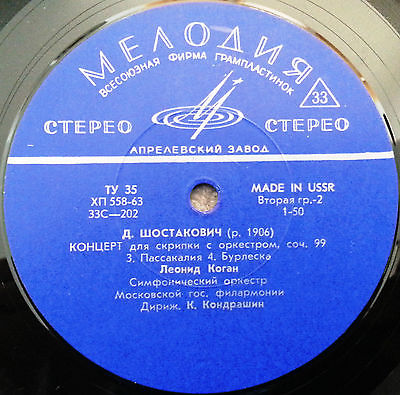 МЕЛОДИЯ
ВСЕСОЮЗНАЯ ФИРМА ГРАМПЛАСТИНОК
33
СТЕРЕО СТЕРЕО
АПРЕЛЕВСКИЙ ЗАВОД
ТУ 35 MADE IN USSR
ХП 558-63 Вторая гр.-2
33С—202 1-50
Д. ШОСТАКОВИЧ (р. 1906)
КОНЦЕРТ для скрипки с оркестром, соч. 99
3. Пассакалия 4. Бурлеска
Леонид Коган
Симфонический оркестр
Московской гос. филармонии
Дириж. К. Кондрашин